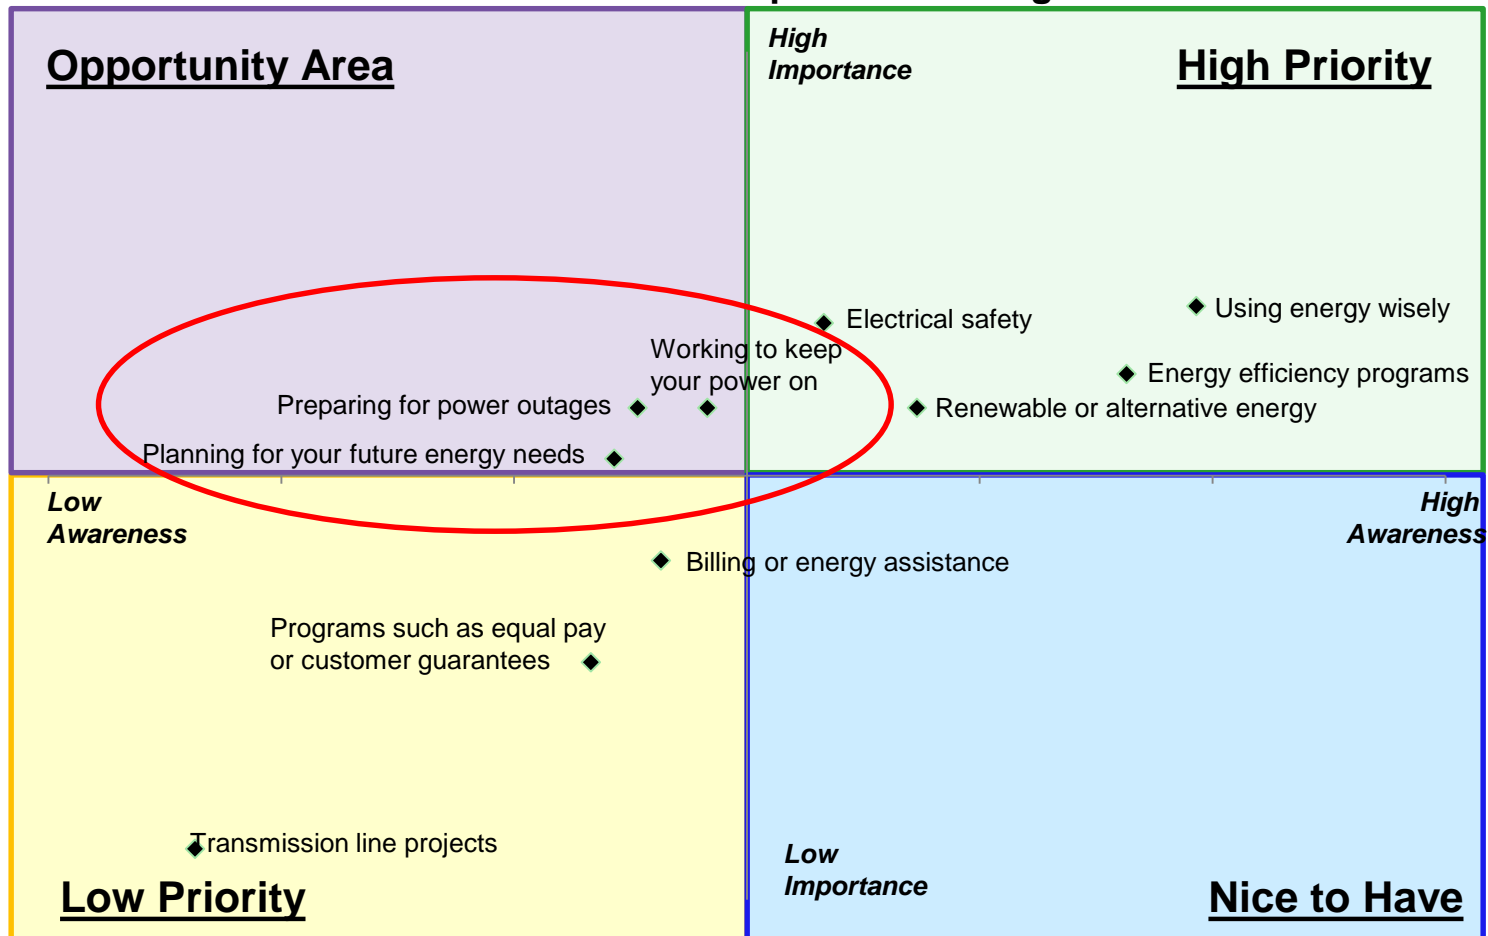 Opportunity Area
High
Importance
High Priority
Electrical safety
Using energy wisely
Working to keep
your power on
Energy efficiency programs
Preparing for power outages
Renewable or alternative energy
Planning for your future energy needs
Low
Awareness
High
Awareness
Billing or energy assistance
Programs such as equal pay
or customer guarantees
Transmission line projects
Low
Importance
Low Priority
Nice to Have